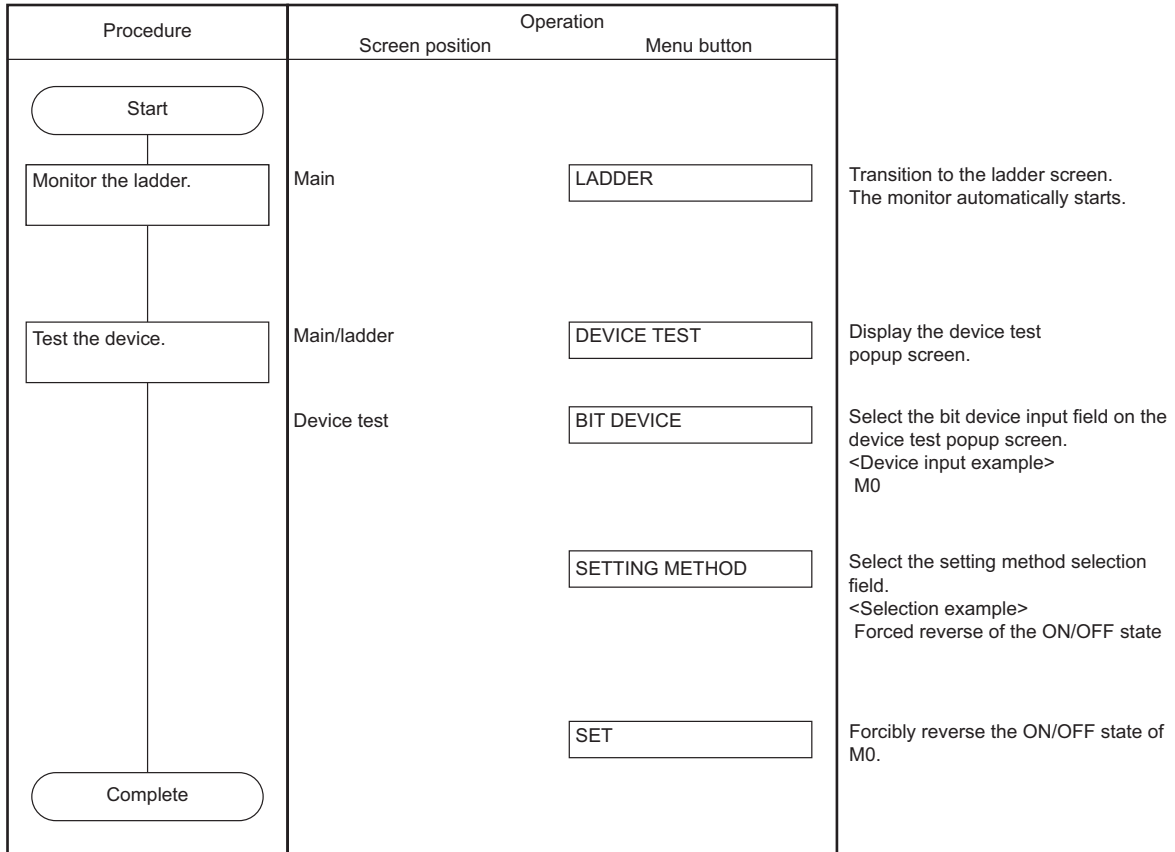 Procedure
Operation
Screen position
Menu button
Start
Monitor the ladder.
Main
LADDER
Transition to the ladder screen.
The monitor automatically starts.
Test the device.
Main/ladder
DEVICE TEST
Display the device test
popup screen.
Device test
BIT DEVICE
Select the bit device input field on the
device test popup screen.
<Device input example>
M0
SETTING METHOD
Select the setting method selection
field.
<Selection example>
Forced reverse of the ON/OFF state
SET
Forcibly reverse the ON/OFF state of
M0.
Complete